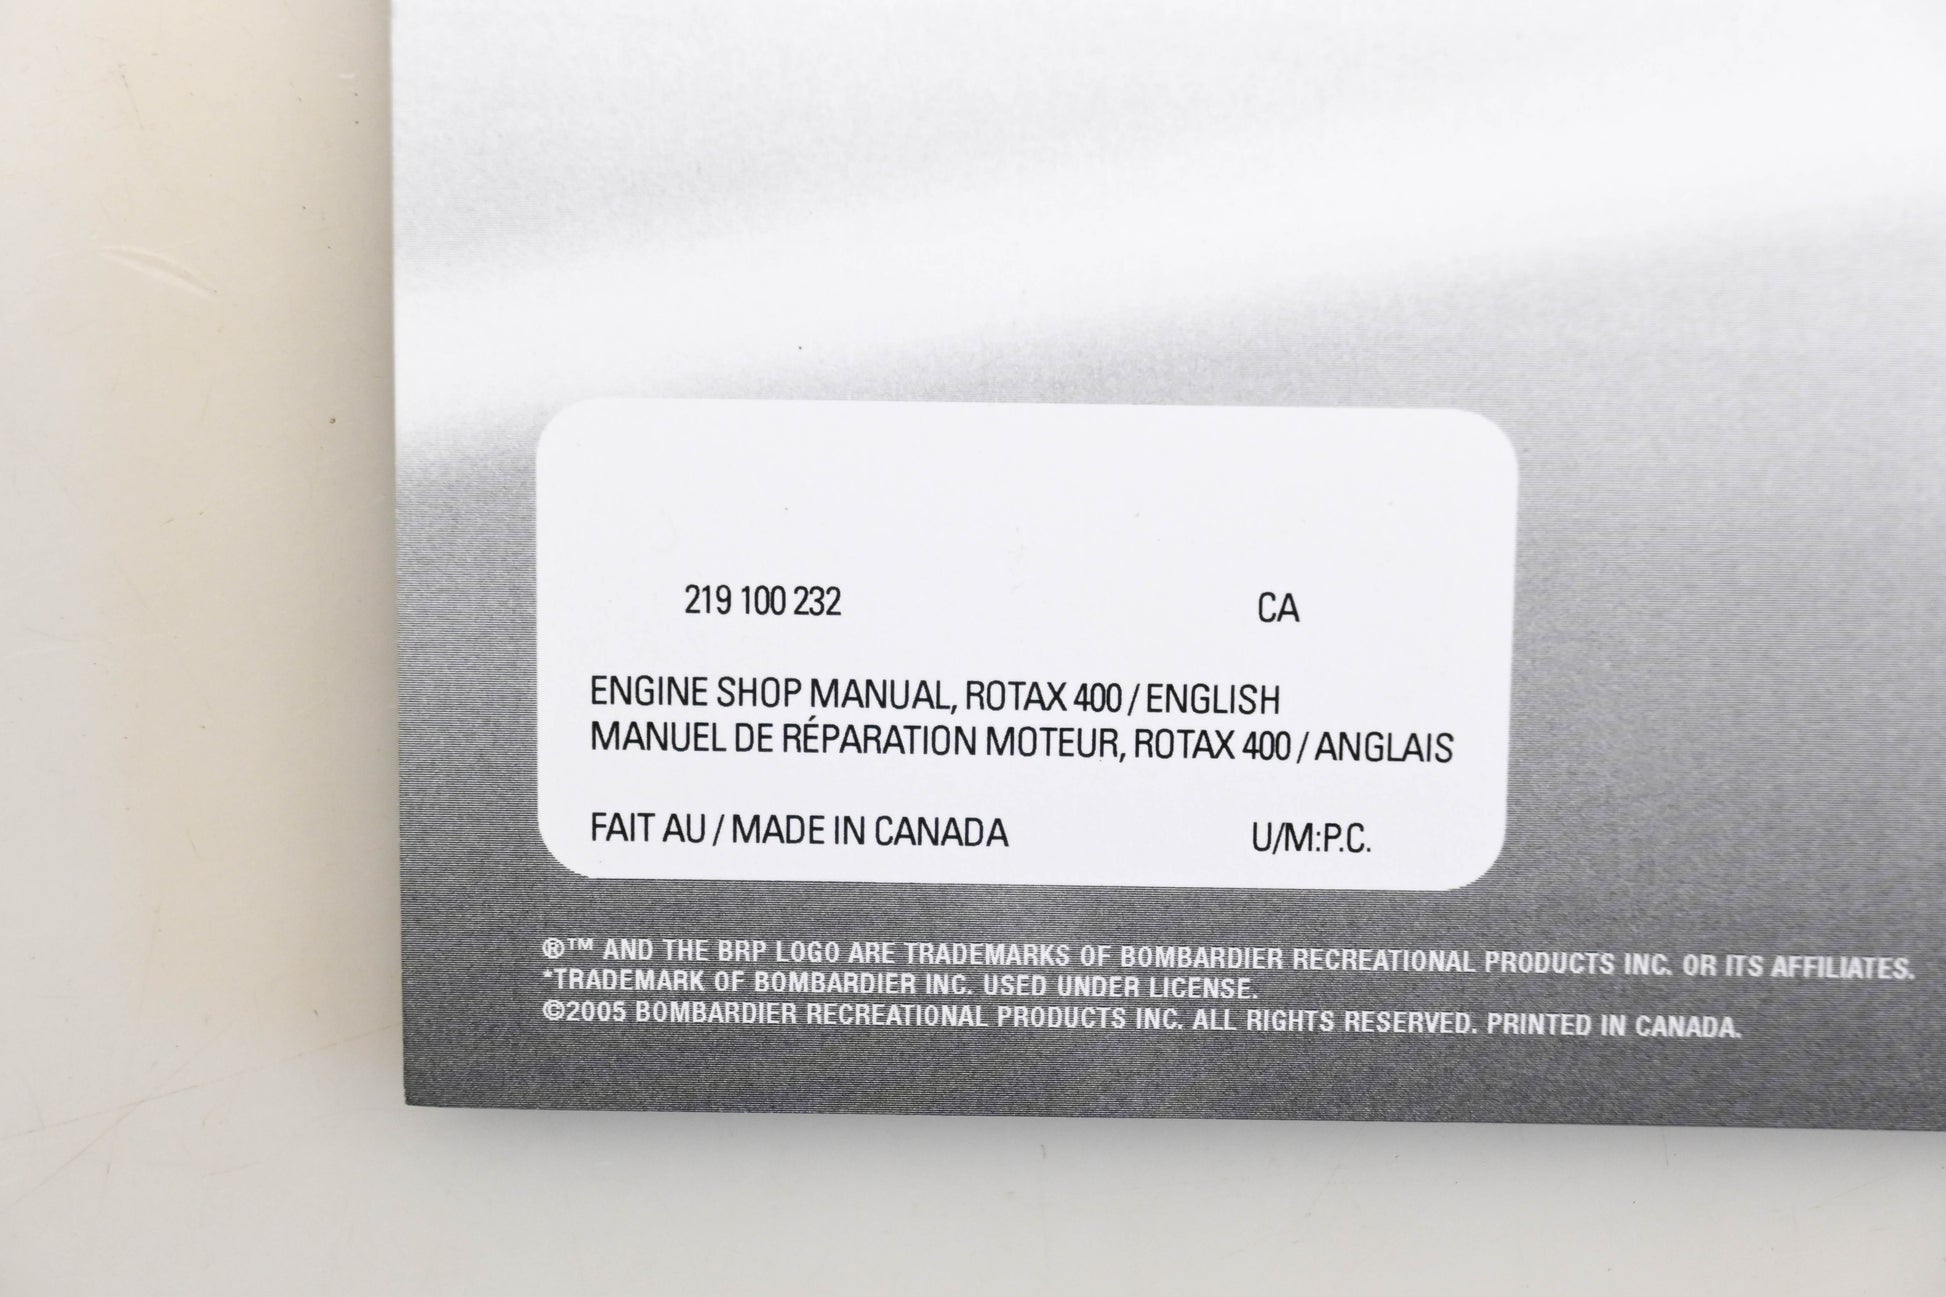 219 100 232 CA
ENGINE SHOP MANUAL, ROTAX 400 / ENGLISH
MANUEL DE RÉPARATION MOTEUR, ROTAX 400 / ANGLAIS
FAIT AU / MADE IN CANADA U/M:P.C.
®™ AND THE BRP LOGO ARE TRADEMARKS OF BOMBARDIER RECREATIONAL PRODUCTS INC. OR ITS AFFILIATES.
*TRADEMARK OF BOMBARDIER INC. USED UNDER LICENSE.
©2005 BOMBARDIER RECREATIONAL PRODUCTS INC. ALL RIGHTS RESERVED. PRINTED IN CANADA.